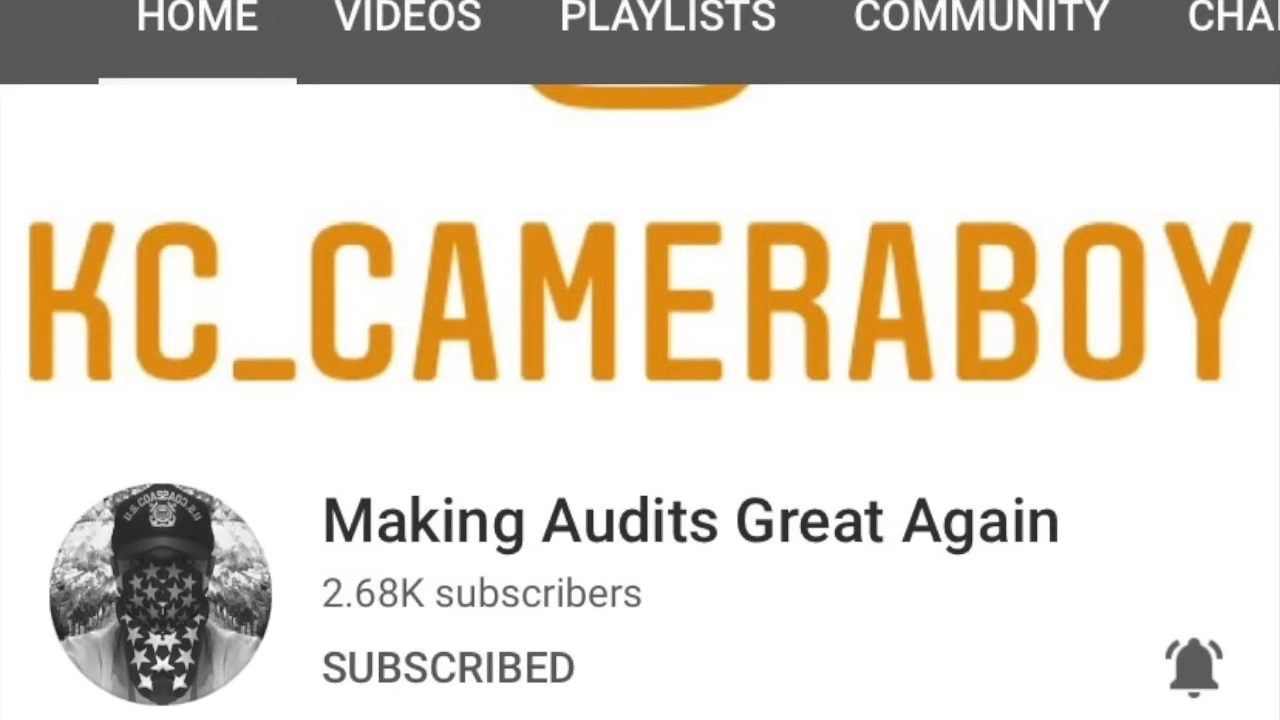 HOME VIDEOS PLAYLISTS COMMUNITY
KC_CAMERABOY
Making Audits Great Again
2.68K subscribers
SUBSCRIBED